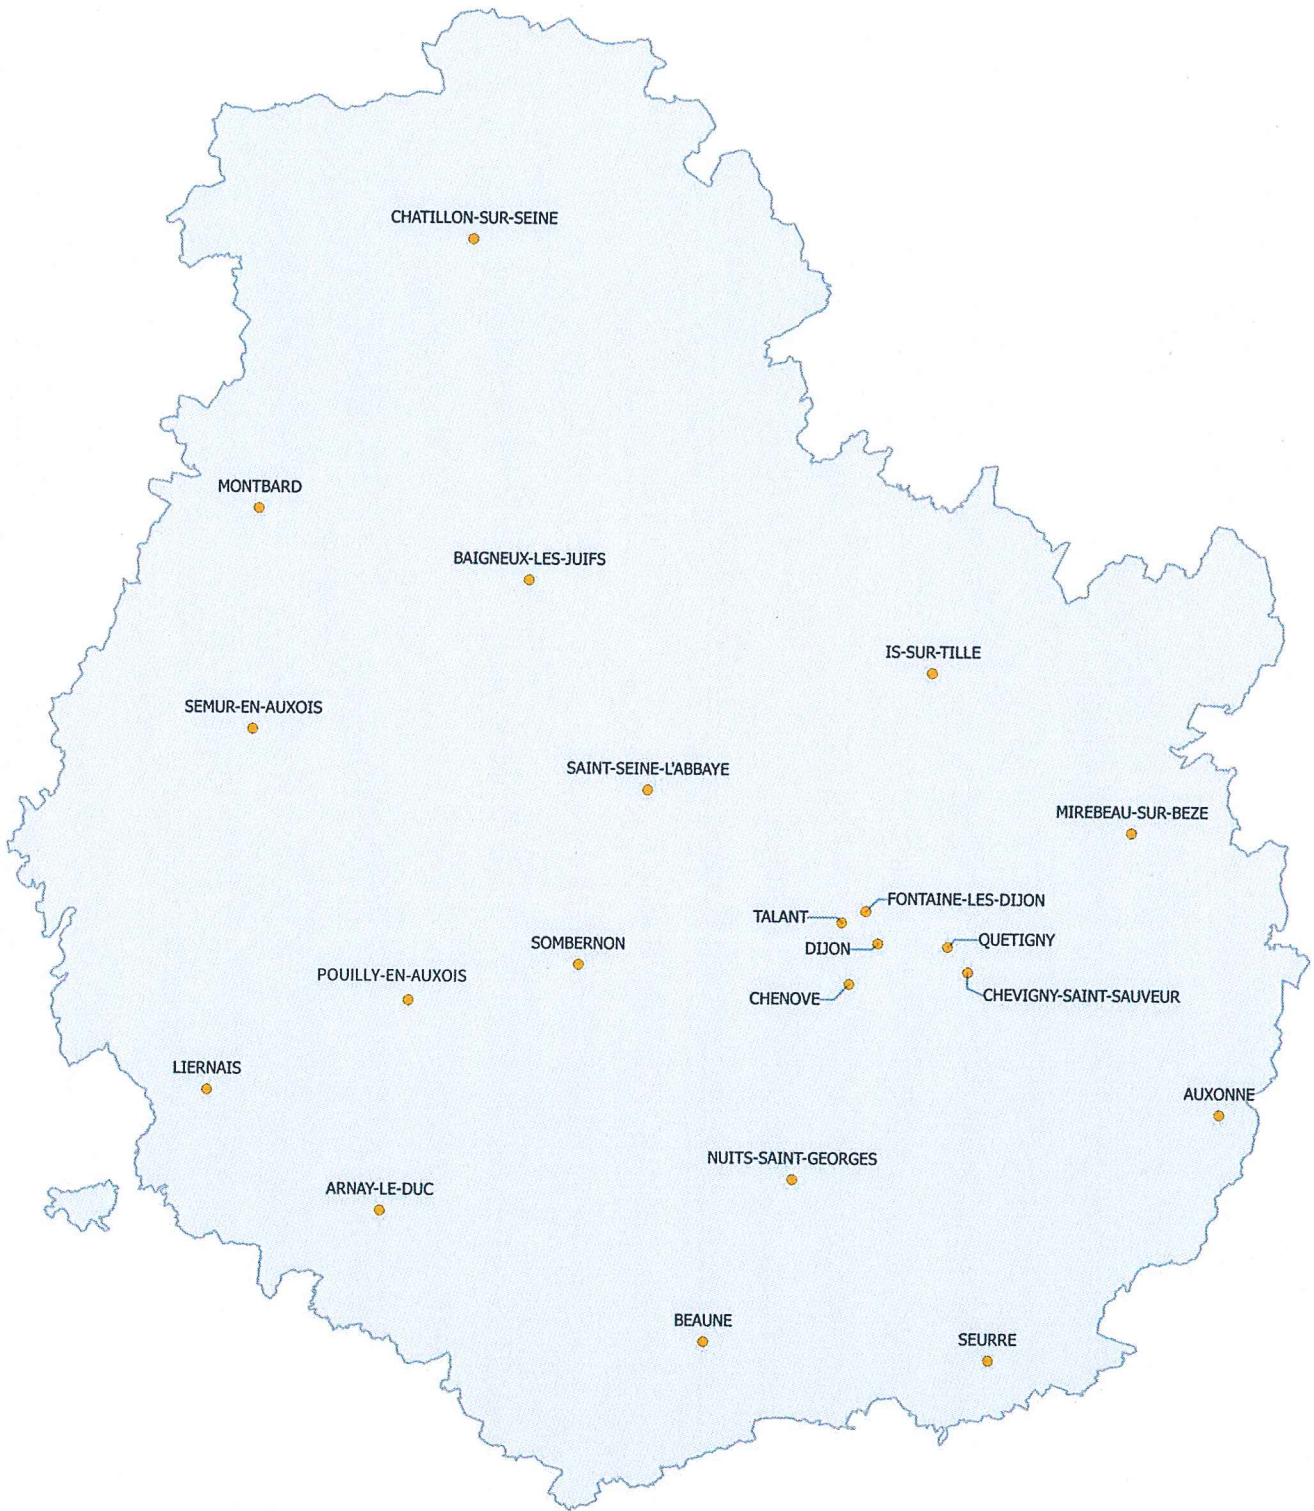 CHATILLON-SUR-SEINE
MONTBARD
BAIGNEUX-LES-JUIFS
IS-SUR-TILLE
SEMUR-EN-AUXOIS
SAINT-SEINE-L'ABBAYE
MIREBEAU-SUR-BEZE
FONTAINE-LES-DIJON
TALANT
QUETIGNY
SOMBERNON
DIJON
POUILLY-EN-AUXOIS
CHEVIGNY-SAINT-SAUVEUR
CHENOVE
LIERNAIS
AUXONNE
NUITS-SAINT-GEORGES
ARNAY-LE-DUC
BEAUNE
SEURRE